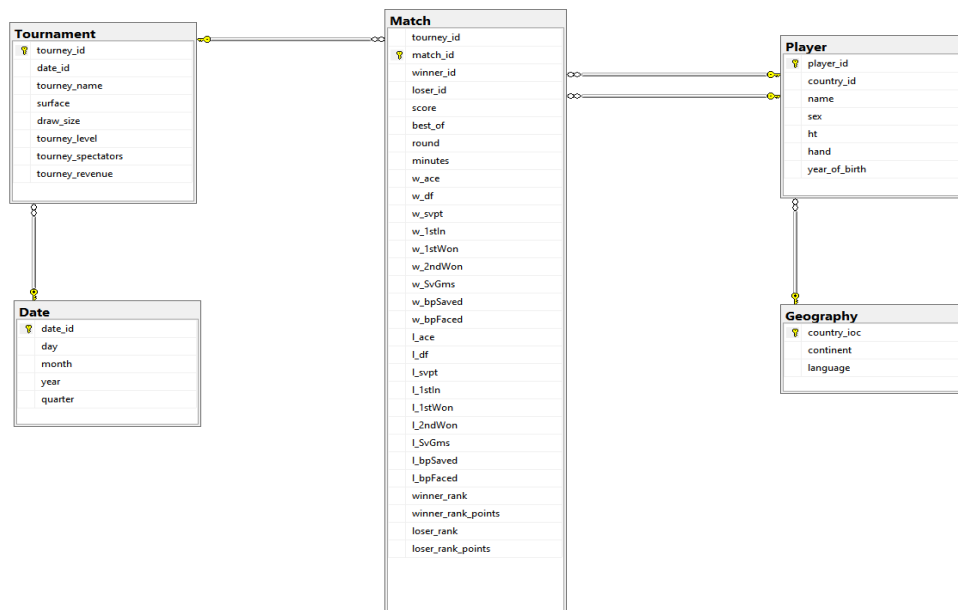 Tournament
tourney_id
date_id
tourney_name
surface
draw_size
tourney_level
tourney_spectators
tourney_revenue
Date
date_id
day
month
year
quarter
Match
tourney_id
match_id
winner_id
loser_id
score
best_of
round
minutes
w_ace
w_df
w_svpt
w_1stIn
w_1stWon
w_2ndWon
w_SvGms
w_bpSaved
w_bpFaced
l_ace
l_df
l_svpt
l_1stIn
l_1stWon
l_2ndWon
l_SvGms
l_bpSaved
l_bpFaced
winner_rank
winner_rank_points
loser_rank
loser_rank_points
Player
player_id
country_id
name
sex
ht
hand
year_of_birth
Geography
country_ioc
continent
language